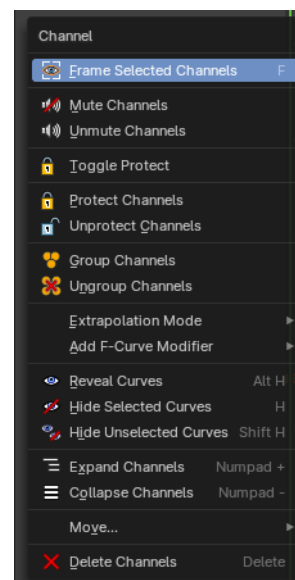 Channel
Frame Selected Channels F
Mute Channels
Unmute Channels
Toggle Protect
Protect Channels
Unprotect Channels
Group Channels
Ungroup Channels
Extrapolation Mode
Add F-Curve Modifier
Reveal Curves Alt H
Hide Selected Curves H
Hide Unselected Curves Shift H
Expand Channels Numpad +
Collapse Channels Numpad -
Move...
Delete Channels Delete